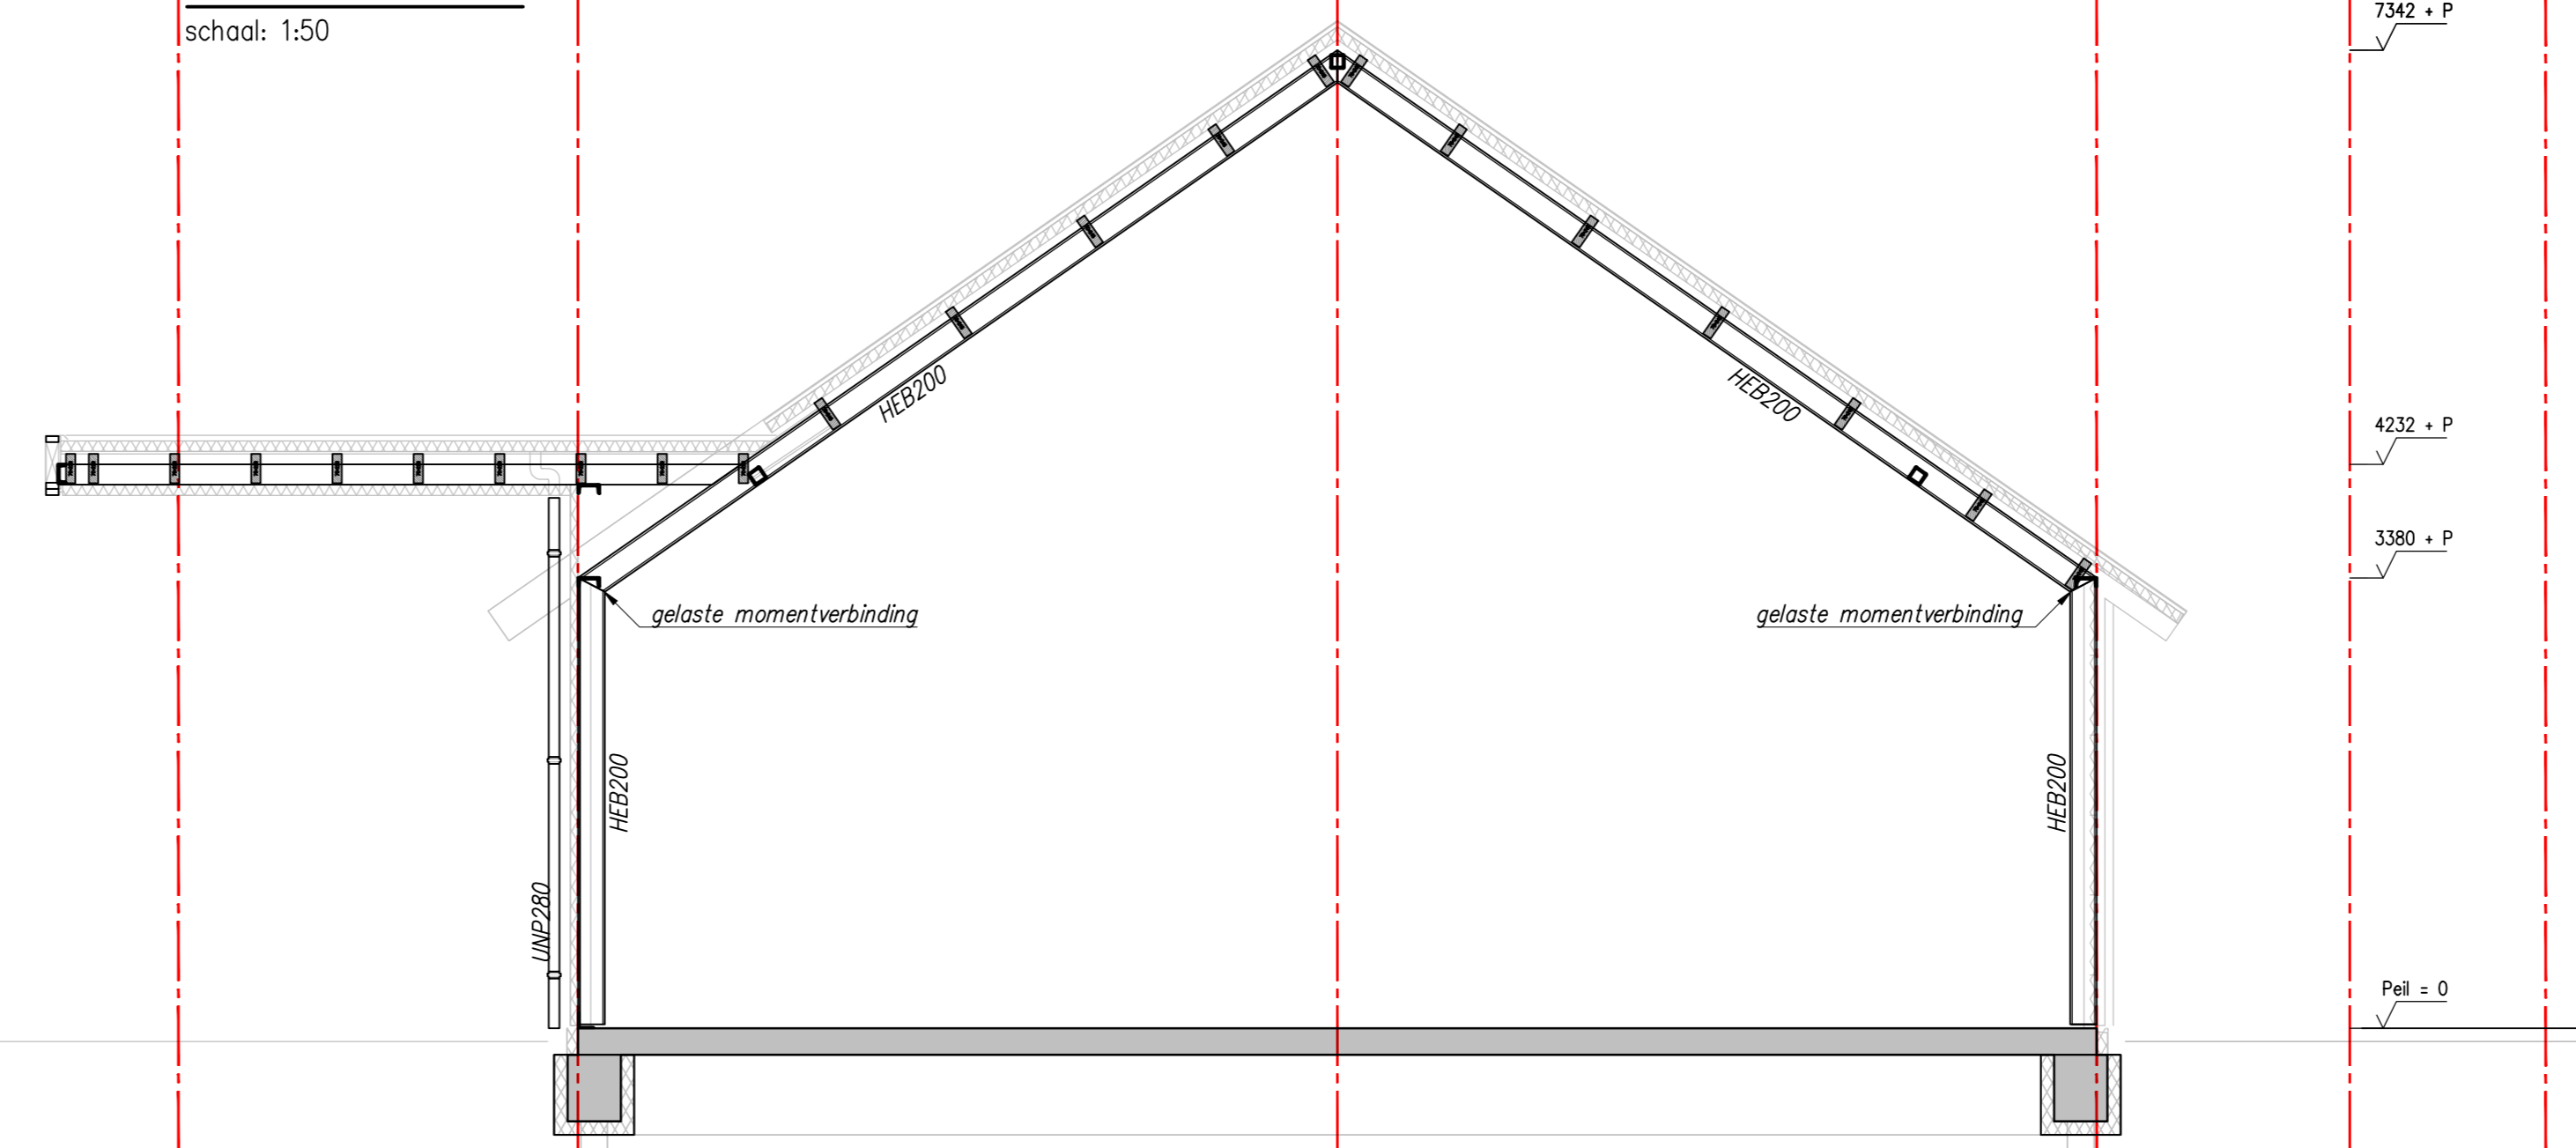 schaal: 1:50
7342 + P
HEB200
HEB200
4232 + P
3380 + P
gelaste momentverbinding
gelaste momentverbinding
HEB200
HEB200
UNP280
Peil = 0